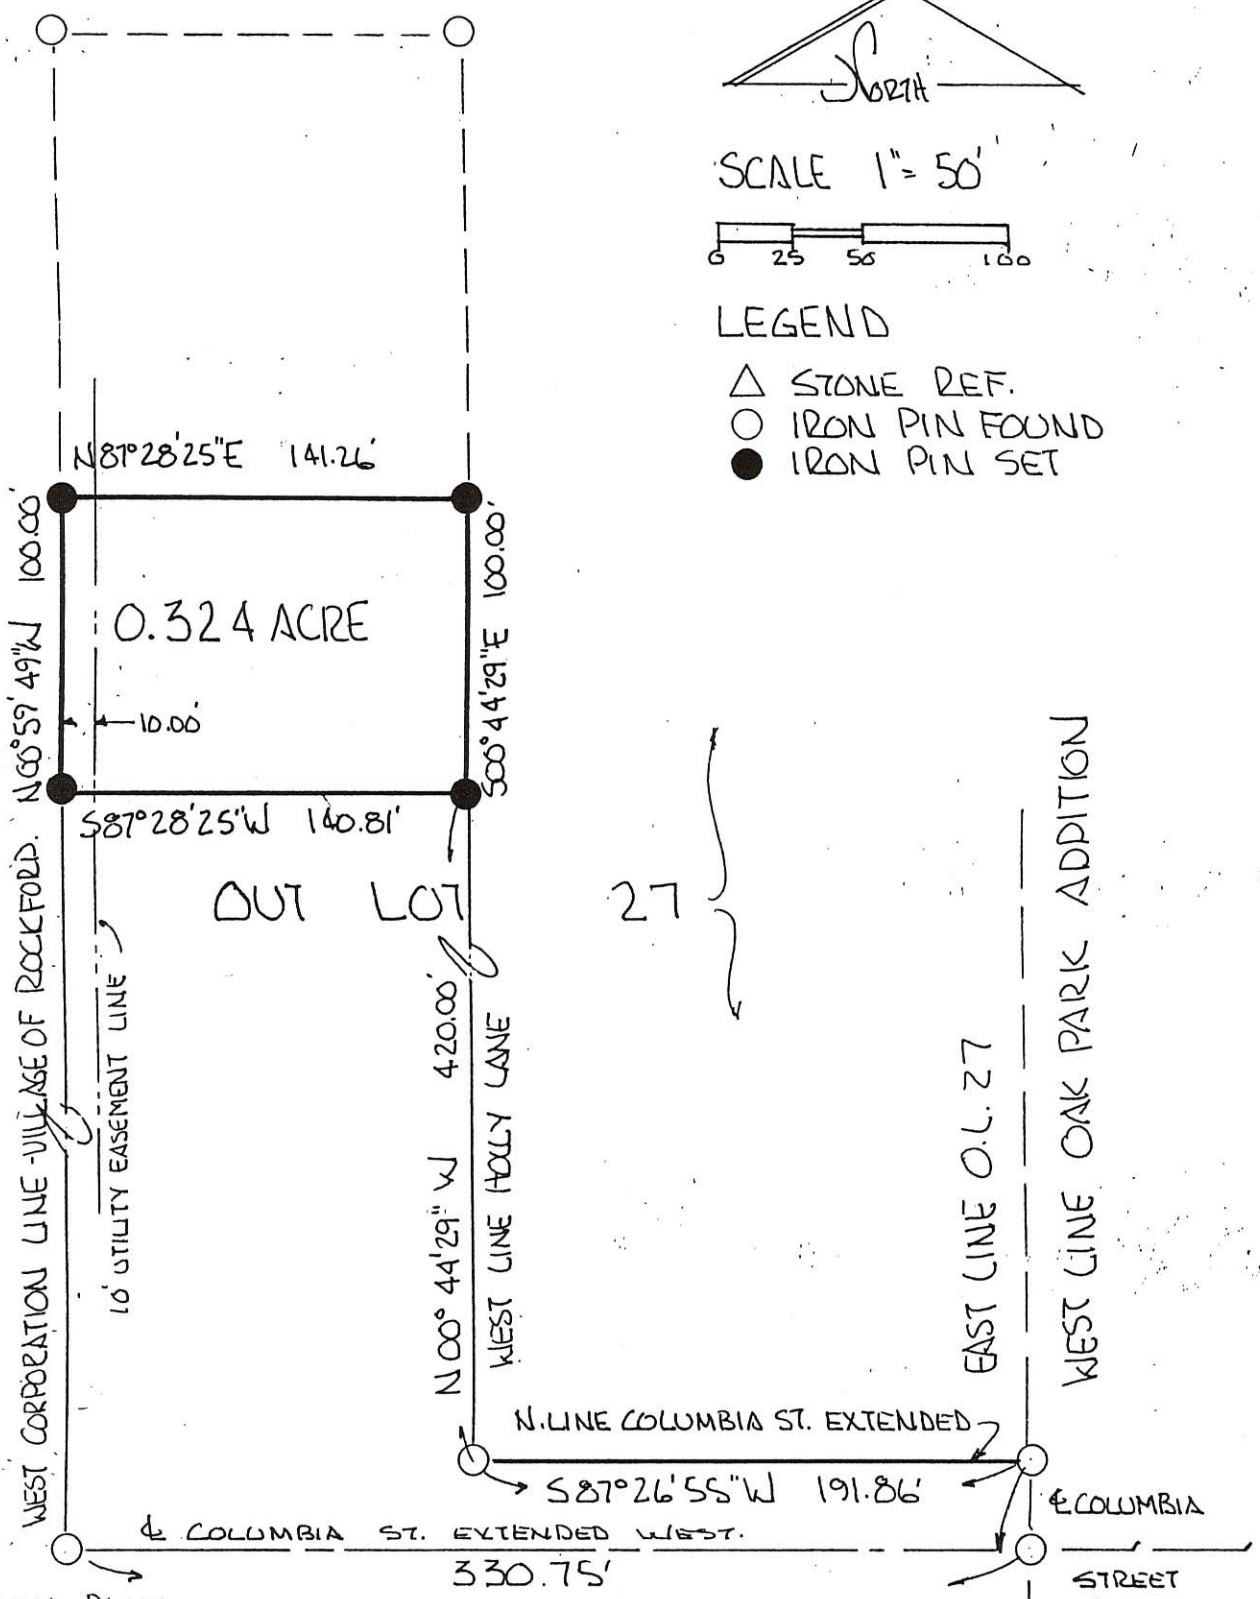 NORTH
SCALE 1"= 50'
0 25 50 100
LEGEND
△ STONE REF.
○ IRON PIN FOUND
● IRON PIN SET
N87°28'25"E 141.26'
N00°59'49"W 100.00'
0.324 ACRE
S00°44'29"E 100.00'
10.00'
S87°28'25"W 140.81'
OUT LOT 27
WEST CORPORATION LINE - VILLAGE OF ROCKFORD.
10' UTILITY EASEMENT LINE
N00°44'29"W 420.00'
WEST LINE HOLLY LANE
EAST LINE O.L. 27
WEST LINE OAK PARK ADDITION
N. LINE COLUMBIA ST. EXTENDED
S87°26'55"W 191.86'
℄ COLUMBIA
STREET
℄ COLUMBIA ST. EXTENDED WEST.
330.75'